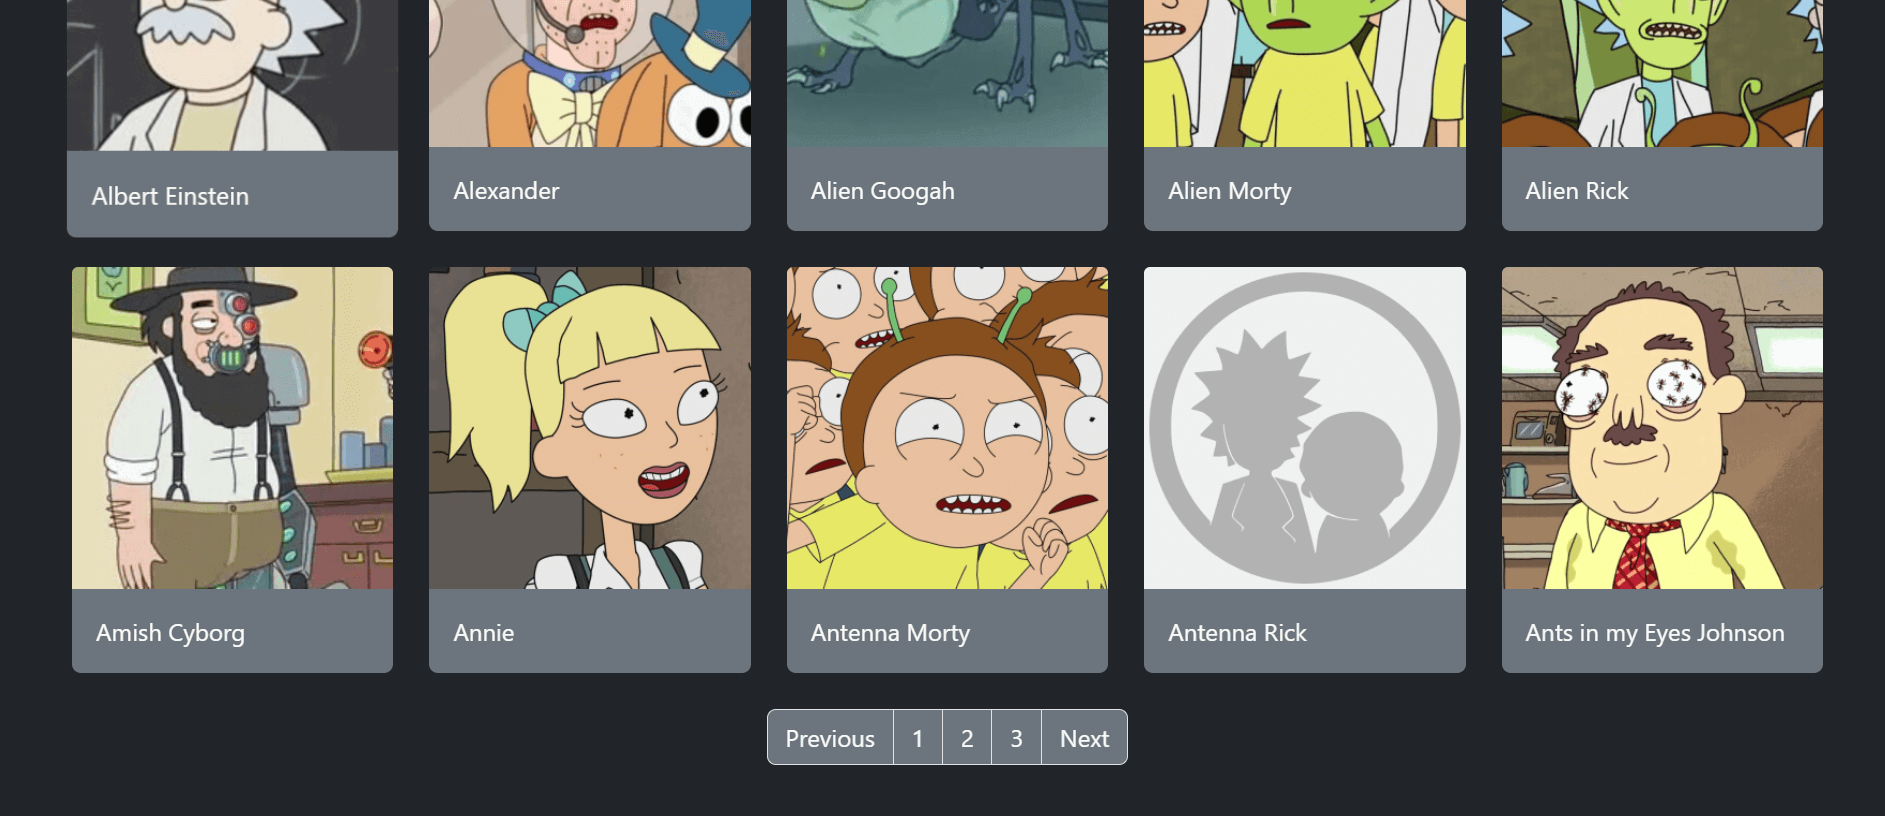 Albert Einstein
Alexander
Alien Googah
Alien Morty
Alien Rick
Amish Cyborg
Annie
Antenna Morty
Antenna Rick
Ants in my Eyes Johnson
Previous 1 2 3 Next